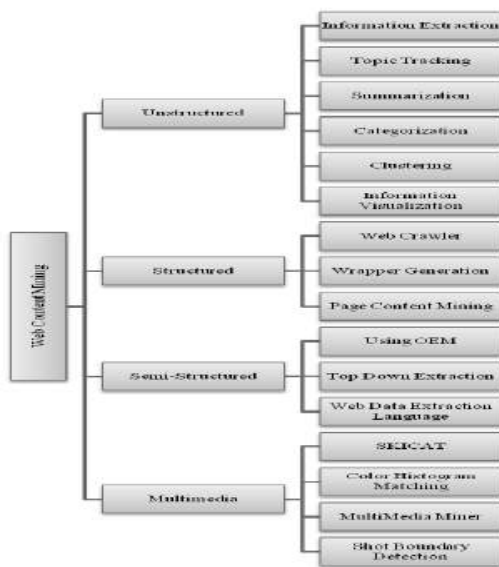 Web Content Mining
Unstructured
Information Extraction
Topic Tracking
Summarization
Categorization
Clustering
Information
Visualization
Structured
Web Crawler
Wrapper Generation
Page Content Mining
Semi-Structured
Using OEM
Top Down Extraction
Web Data Extraction
Language
Multimedia
SKICAT
Color Histogram
Matching
MultiMedia Miner
Shot Boundary
Detection